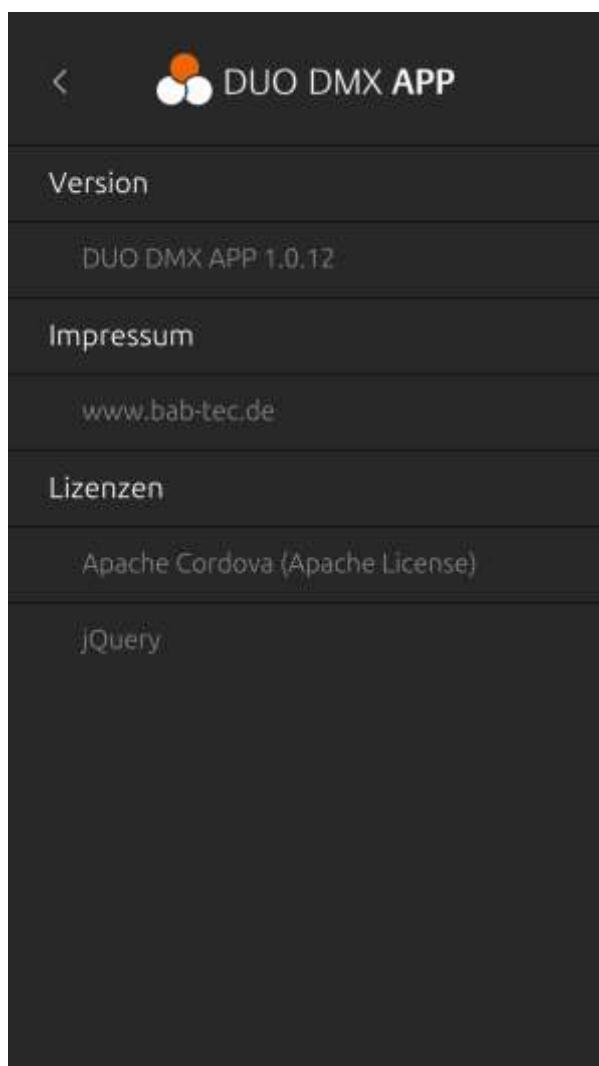 DUO DMX APP
Version
DUO DMX APP 1.0.12
Impressum
www.bab-tec.de
Lizenzen
Apache Cordova (Apache License)
jQuery